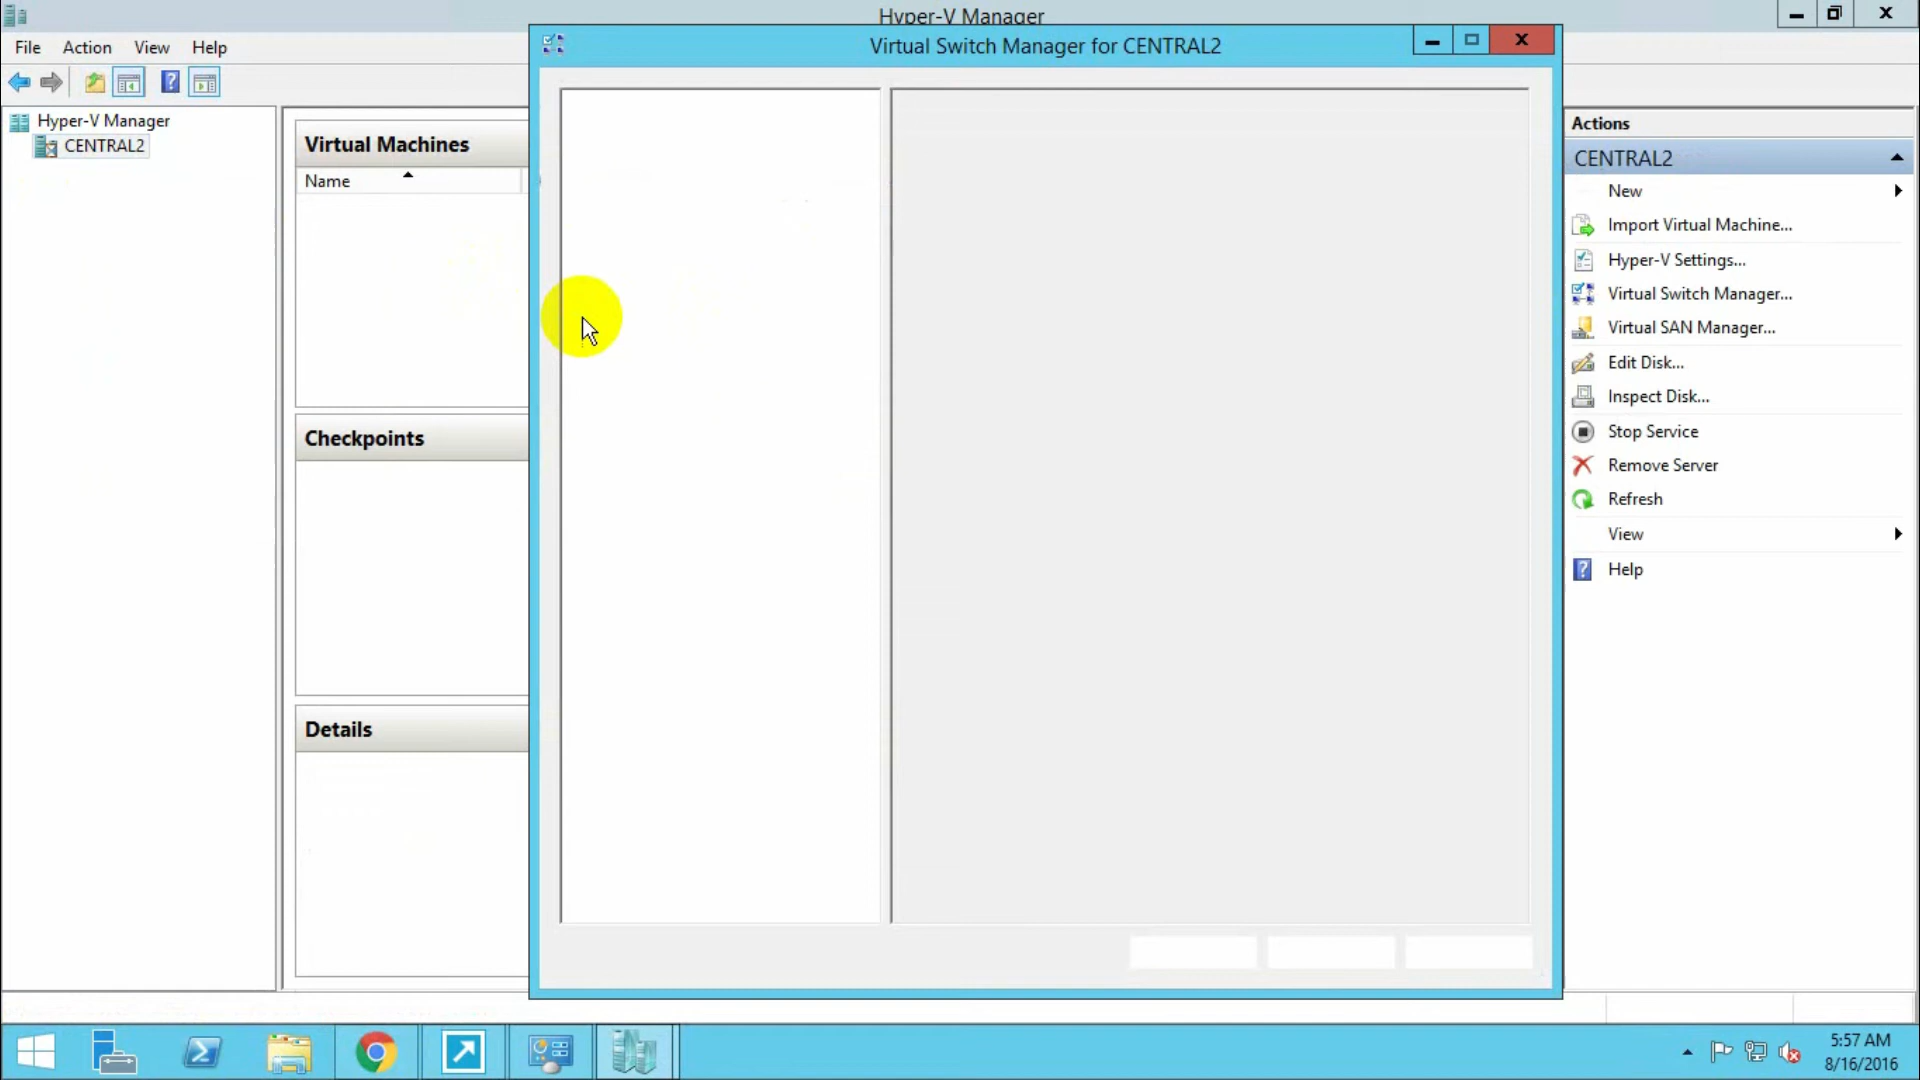 Hyper-V Manager
File Action View Help
Virtual Switch Manager for CENTRAL2
Hyper-V Manager
CENTRAL2
Virtual Machines
Name
Checkpoints
Details
Actions
CENTRAL2
New
Import Virtual Machine...
Hyper-V Settings...
Virtual Switch Manager...
Virtual SAN Manager...
Edit Disk...
Inspect Disk...
Stop Service
Remove Server
Refresh
View
Help
5:57 AM
8/16/2016